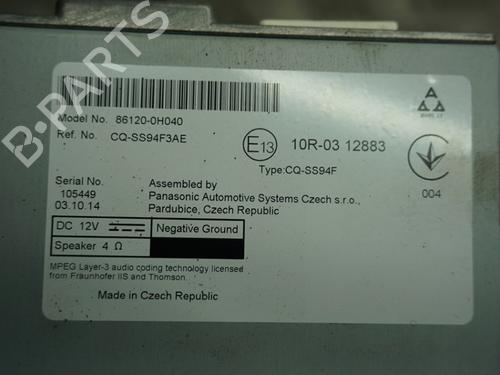 B-PARTS
Model No. 86120-0H040
Ref. No. CQ-SS94F3AE
E13
10R-03 12883
Type:CQ-SS94F
004
Serial No.
105449
03.10.14
Assembled by
Panasonic Automotive Systems Czech s.r.o.,
Pardubice, Czech Republic
DC 12V
Negative Ground
Speaker 4 Ω
MPEG Layer-3 audio coding technology licensed
from Fraunhofer IIS and Thomson.
Made in Czech Republic